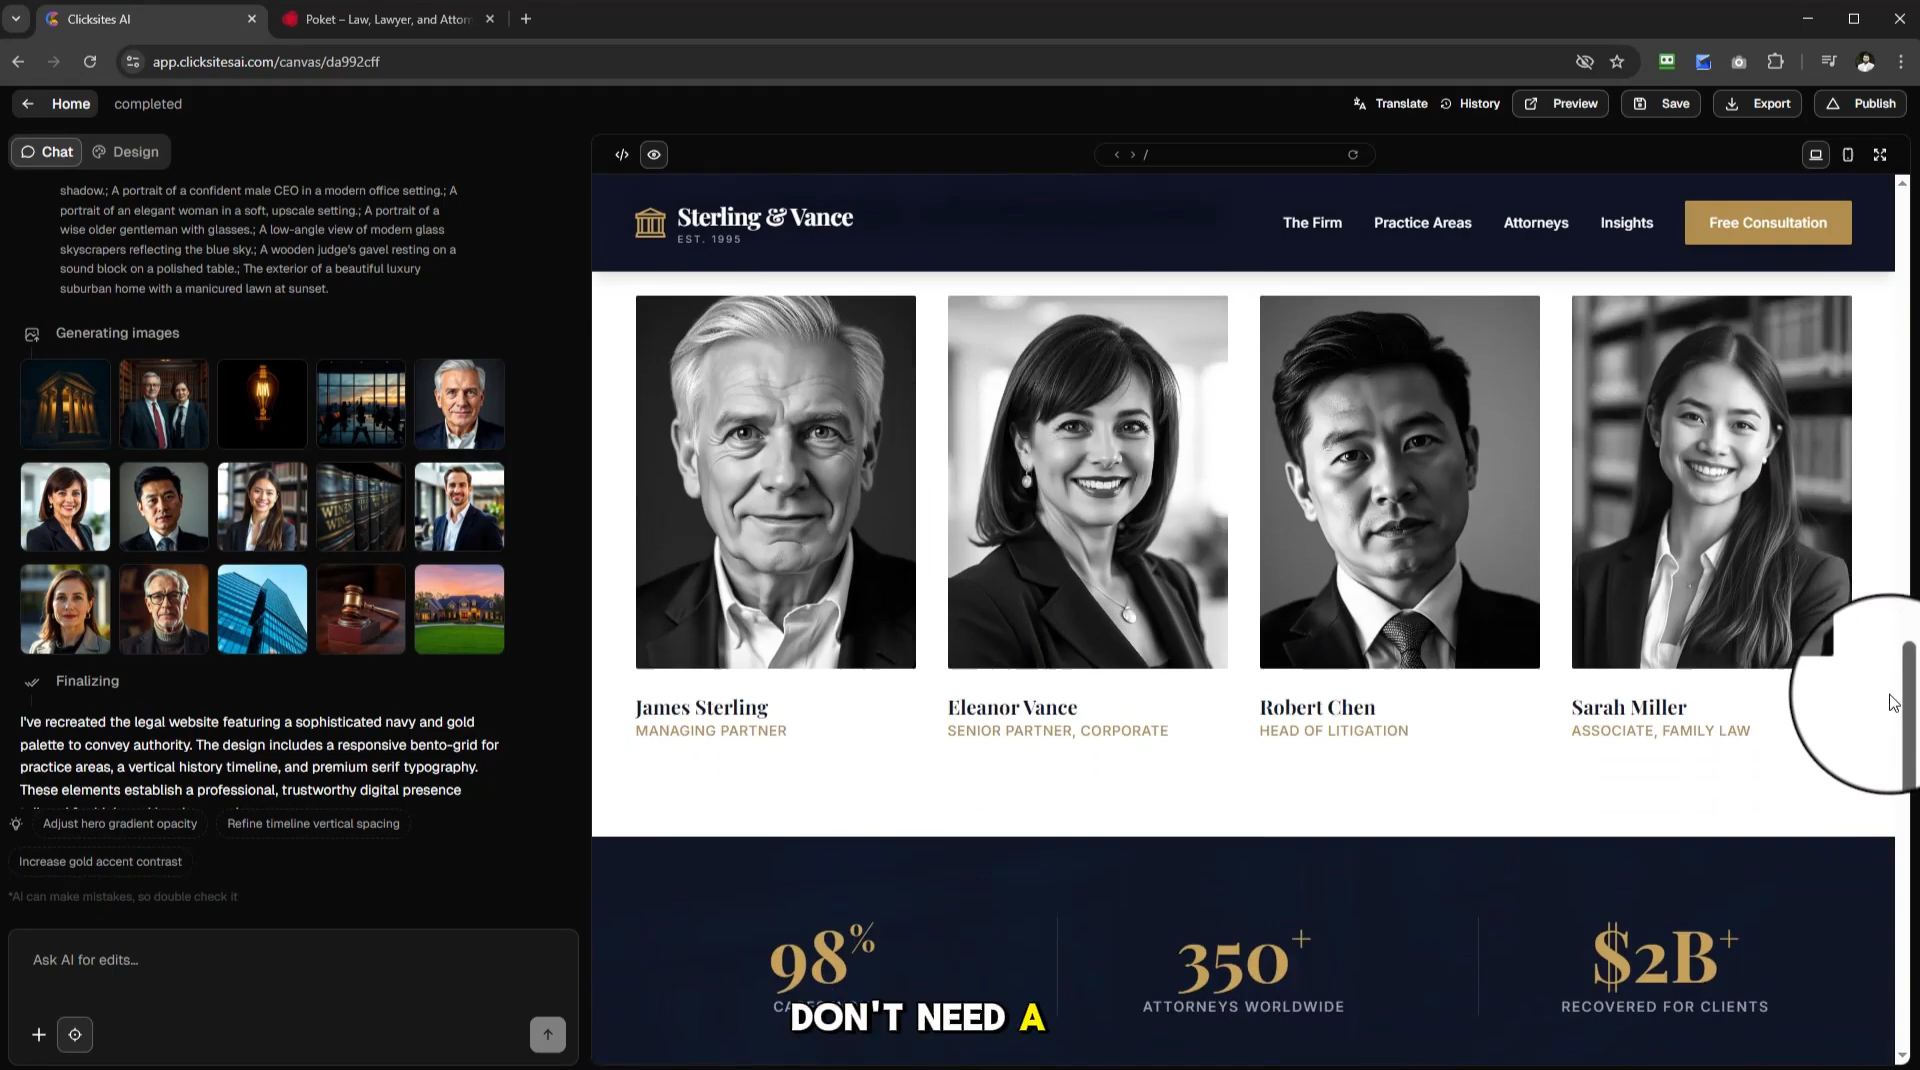 Clicksites AI
Poket – Law, Lawyer, and Attor
app.clicksitesai.com/canvas/da992cff
Home
completed
Translate
History
Preview
Save
Export
Publish
Chat
Design
shadow.; A portrait of a confident male CEO in a modern office setting.; A
portrait of an elegant woman in a soft, upscale setting.; A portrait of a
wise older gentleman with glasses.; A low-angle view of modern glass
skyscrapers reflecting the blue sky.; A wooden judge's gavel resting on a
sound block on a polished table.; The exterior of a beautiful luxury
suburban home with a manicured lawn at sunset.
Generating images
Finalizing
I've recreated the legal website featuring a sophisticated navy and gold
palette to convey authority. The design includes a responsive bento-grid for
practice areas, a vertical history timeline, and premium serif typography.
These elements establish a professional, trustworthy digital presence
Adjust hero gradient opacity
Refine timeline vertical spacing
Increase gold accent contrast
*AI can make mistakes, so double check it
Ask AI for edits...
/
Sterling & Vance
EST. 1995
The Firm
Practice Areas
Attorneys
Insights
Free Consultation
James Sterling
MANAGING PARTNER
Eleanor Vance
SENIOR PARTNER, CORPORATE
Robert Chen
HEAD OF LITIGATION
Sarah Miller
ASSOCIATE, FAMILY LAW
98%
350+
ATTORNEYS WORLDWIDE
$2B+
RECOVERED FOR CLIENTS
DON'T NEED A